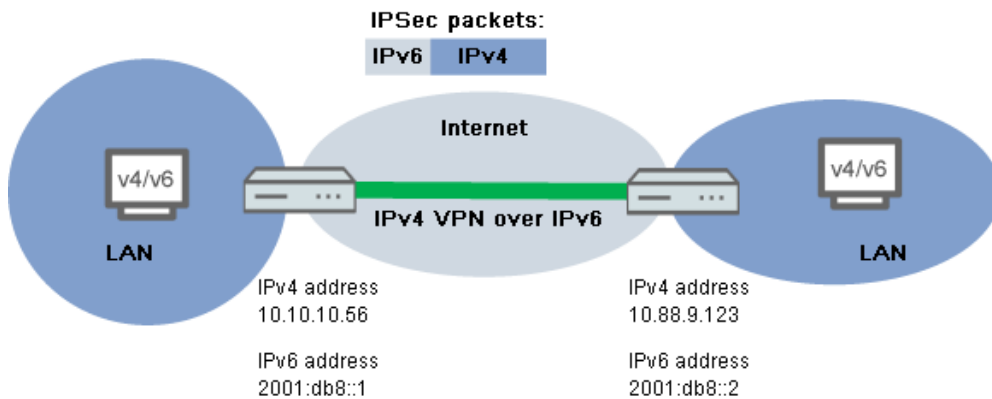 IPSec packets:
IPv6 IPv4
Internet
v4/v6
v4/v6
IPv4 VPN over IPv6
LAN
LAN
IPv4 address
10.10.10.56
IPv6 address
2001:db8::1
IPv4 address
10.88.9.123
IPv6 address
2001:db8::2